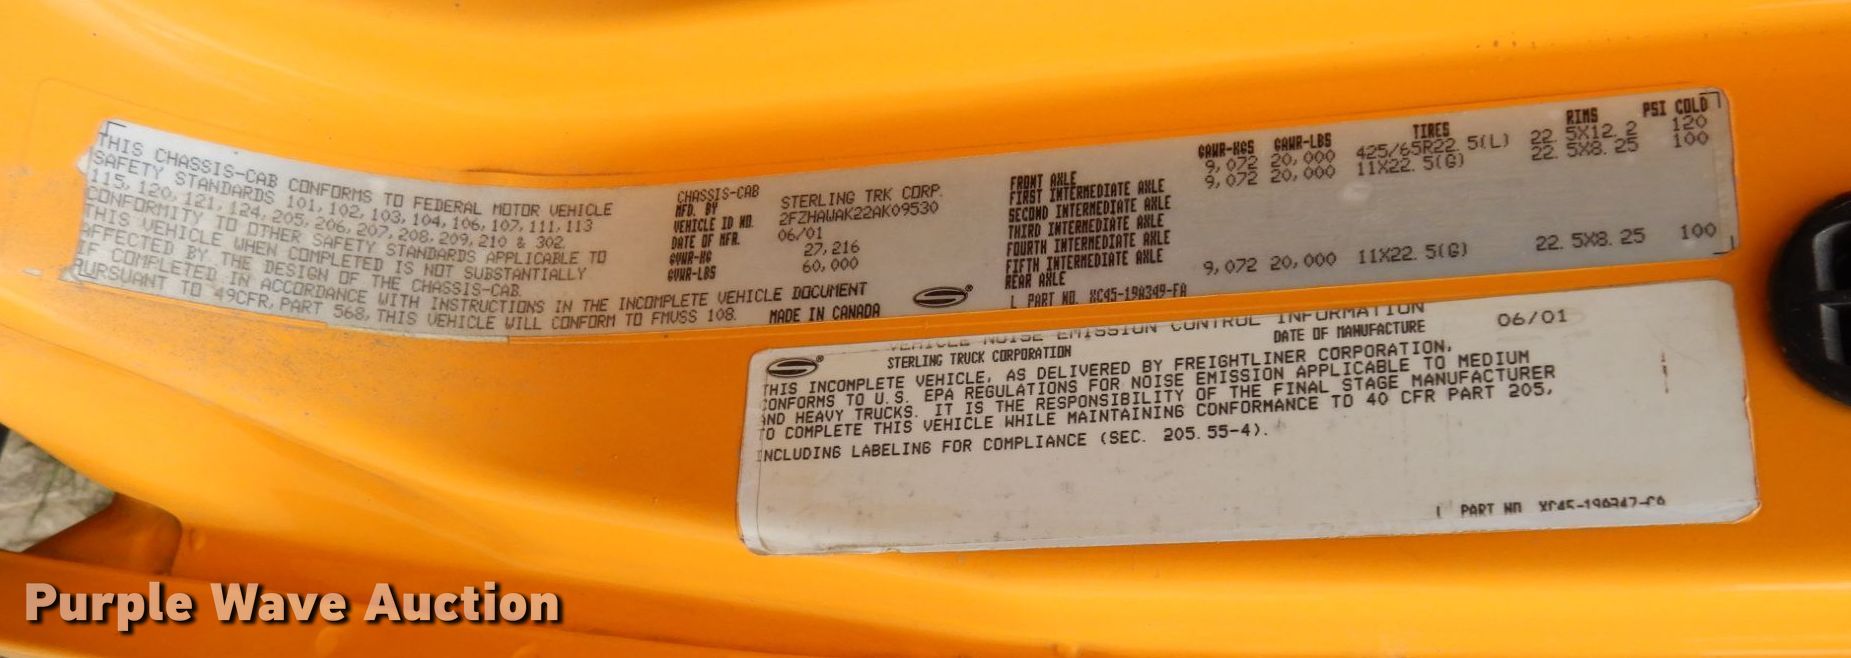 THIS CHASSIS-CAB CONFORMS TO FEDERAL MOTOR VEHICLE
SAFETY STANDARDS 101, 102, 103, 104, 106, 107, 111, 113
115, 120, 121, 124, 205, 206, 207, 208, 209, 210 & 302.
CONFORMITY TO OTHER SAFETY STANDARDS APPLICABLE TO
THIS VEHICLE WHEN COMPLETED IS NOT SUBSTANTIALLY
AFFECTED BY THE DESIGN OF THE CHASSIS-CAB.
IF COMPLETED IN ACCORDANCE WITH INSTRUCTIONS IN THE INCOMPLETE VEHICLE DOCUMENT
PURSUANT TO 49CFR, PART 568, THIS VEHICLE WILL CONFORM TO FMVSS 108.
MADE IN CANADA
CHASSIS-CAB
MFD. BY STERLING TRK CORP.
VEHICLE ID NO. 2FZHAWAK22AK09530
DATE OF MFR. 06/01
GVWR-KG 27,216
GVWR-LBS 60,000
GAWR-KGS GAWR-LBS TIRES RIMS PSI COLD
FRONT AXLE 9,072 20,000 425/65R22.5(L) 22.5X12.2 120
FIRST INTERMEDIATE AXLE 9,072 20,000 11X22.5(G) 22.5X8.25 100
SECOND INTERMEDIATE AXLE
THIRD INTERMEDIATE AXLE
FOURTH INTERMEDIATE AXLE
FIFTH INTERMEDIATE AXLE
REAR AXLE 9,072 20,000 11X22.5(G) 22.5X8.25 100
L PART NO. XC45-19A349-EA
VEHICLE NOISE EMISSION CONTROL INFORMATION
STERLING TRUCK CORPORATION DATE OF MANUFACTURE 06/01
THIS INCOMPLETE VEHICLE, AS DELIVERED BY FREIGHTLINER CORPORATION,
CONFORMS TO U.S. EPA REGULATIONS FOR NOISE EMISSION APPLICABLE TO MEDIUM
AND HEAVY TRUCKS. IT IS THE RESPONSIBILITY OF THE FINAL STAGE MANUFACTURER
TO COMPLETE THIS VEHICLE WHILE MAINTAINING CONFORMANCE TO 40 CFR PART 205,
INCLUDING LABELING FOR COMPLIANCE (SEC. 205.55-4).
PART NO XC45-19A347-CA
Purple Wave Auction